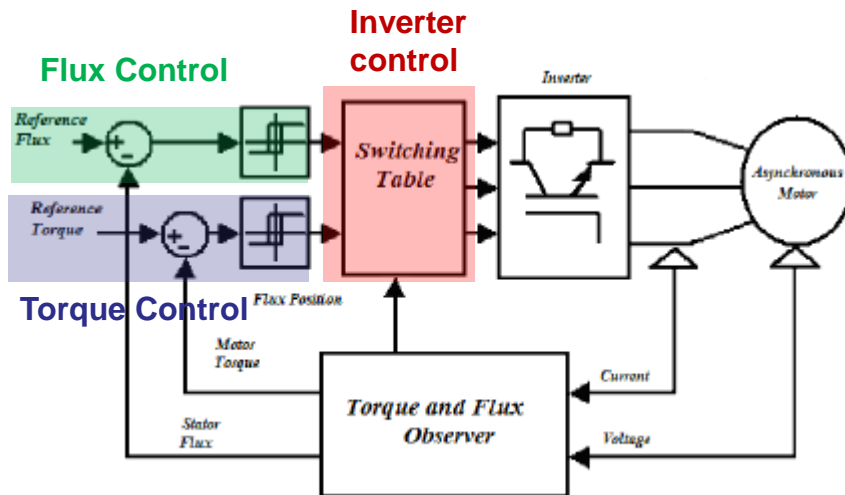 Inverter
control
Flux Control
Inverter
Reference
Flux
+
-
Switching
Table
Asynchronous
Motor
Reference
Torque
+
-
Torque Control
Flux Position
Motor
Torque
Current
Torque and Flux
Observer
Stator
Flux
Voltage